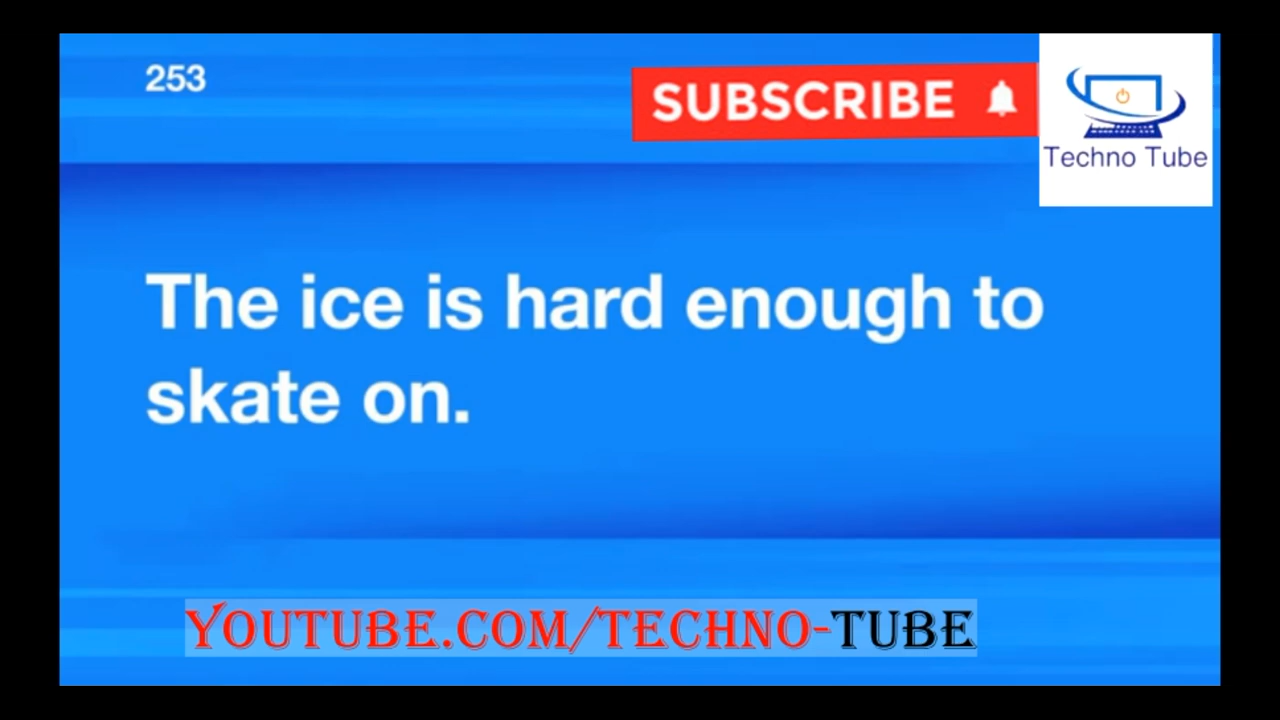 253
SUBSCRIBE
Techno Tube
The ice is hard enough to
skate on.
YOUTUBE.COM/TECHNO-TUBE